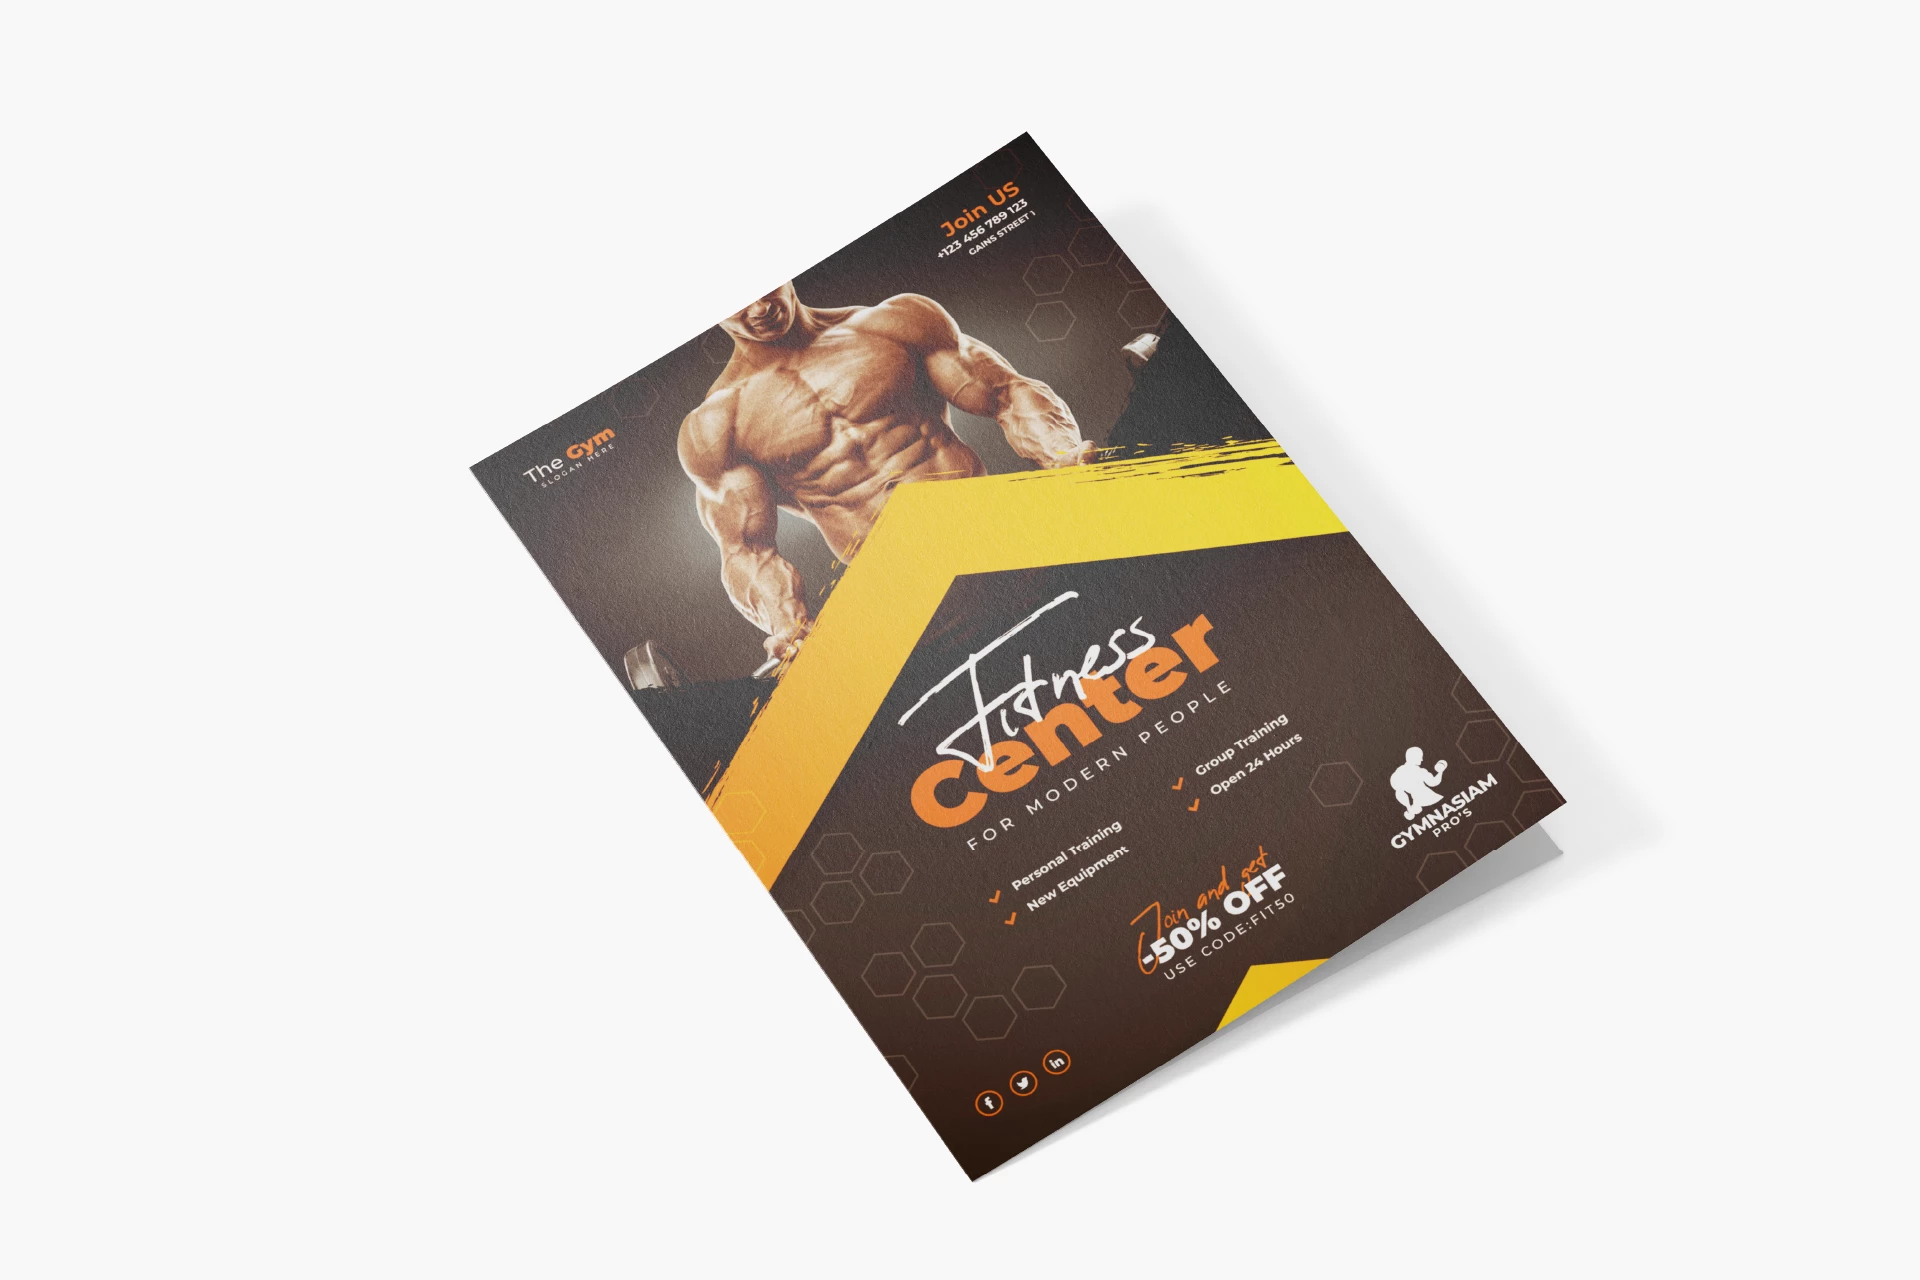 The Gym
SLOGAN HERE
Join US
+123 456 789 123
GAINS STREET 1
Fitness
Center
FOR MODERN PEOPLE
Personal Training
New Equipment
Group Training
Open 24 Hours
Join and get
-50% OFF
USE CODE:FIT50
GYMNASIAM
PRO'S
f
in